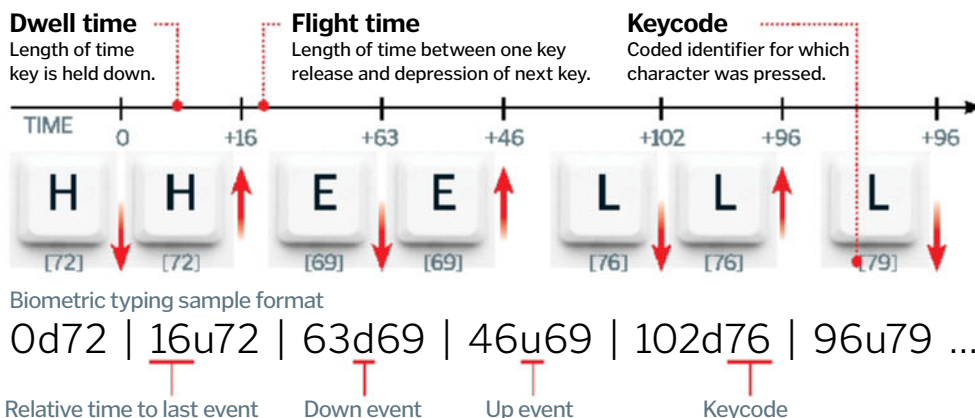 Dwell time
Length of time
key is held down.
Flight time
Length of time between one key
release and depression of next key.
Keycode
Coded identifier for which
character was pressed.
TIME
0 +16 +63 +46 +102 +96 +96
H H E E L L L
[72] [72] [69] [69] [76] [76] [79]
Biometric typing sample format
0d72 | 16u72 | 63d69 | 46u69 | 102d76 | 96u79 ...
Relative time to last event Down event Up event Keycode